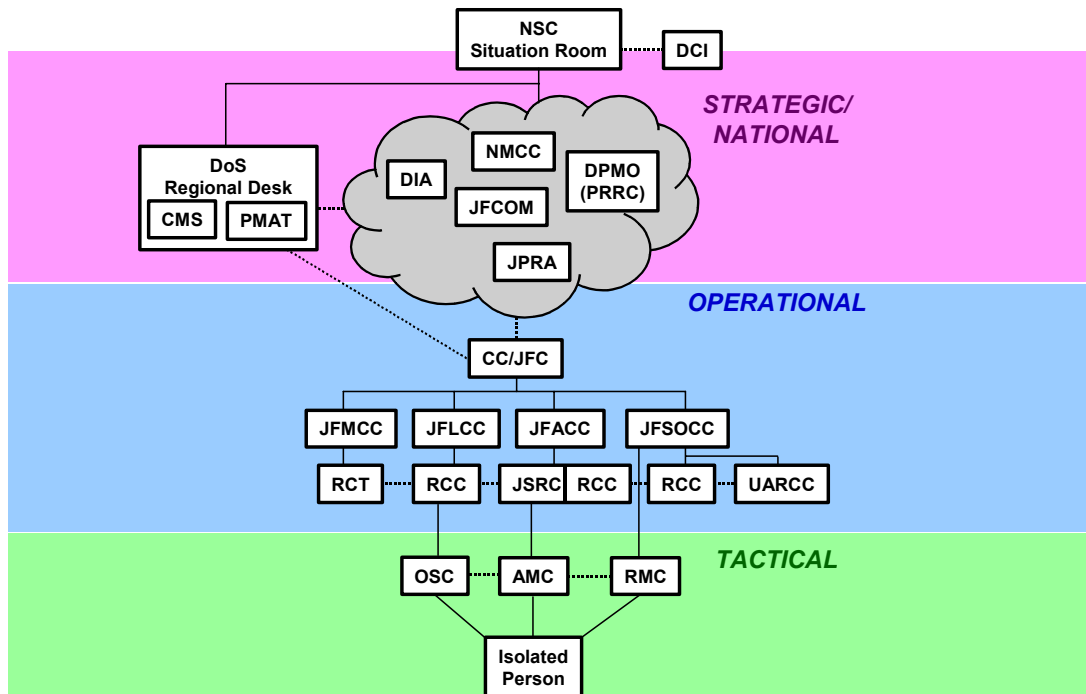 NSC
Situation Room
DCI
STRATEGIC/
NATIONAL
NMCC
DIA
DPMO
(PRRC)
JFCOM
JPRA
DoS
Regional Desk
CMS
PMAT
OPERATIONAL
CC/JFC
JFMCC
JFLCC
JFACC
JFSOCC
RCT
RCC
JSRC
RCC
RCC
UARCC
TACTICAL
OSC
AMC
RMC
Isolated
Person